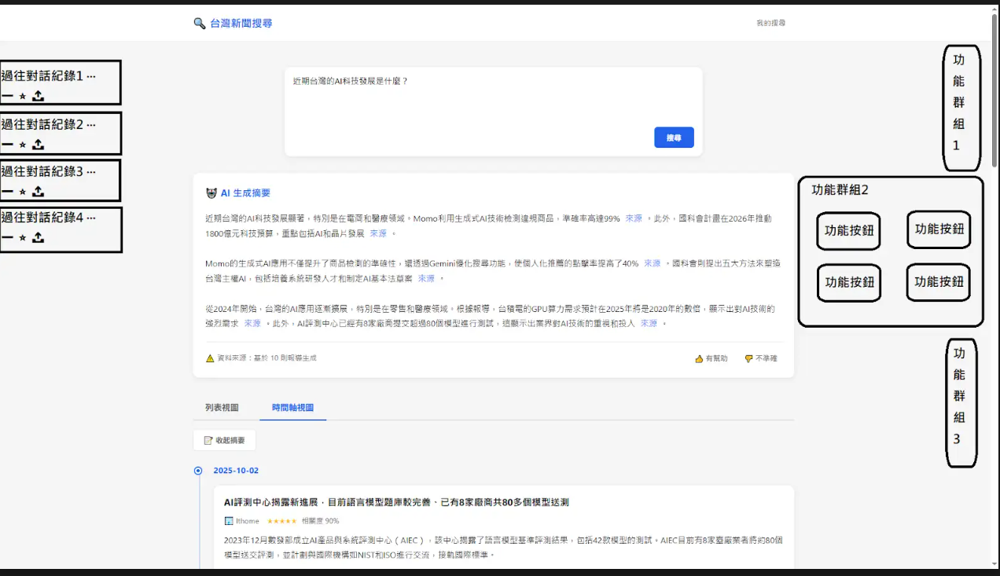 台灣新聞搜尋
我的搜尋
過往對話紀錄1 ···
過往對話紀錄2 ···
過往對話紀錄3 ···
過往對話紀錄4 ···
近期台灣的AI科技發展是什麼？
搜尋
AI 生成摘要
近期台灣的AI科技發展顯著，特別是在電商和醫療領域。Momo利用生成式AI技術檢測違規商品，準確率高達99% 來源 。此外，國科會計畫在2026年推動
1800億元科技預算，重點包括AI和晶片發展 來源 。
Momo的生成式AI應用不僅提升了商品檢測的準確性，還透過Gemini優化搜尋功能，使個人化推薦的點擊率提高了40% 來源 。國科會則提出五大方法來塑造
台灣主權AI，包括培養系統研發人才和制定AI基本法草案 來源 。
從2024年開始，台灣的AI應用逐漸擴展，特別是在零售和醫療領域。根據報導，台積電的GPU算力需求預計在2025年將是2020年的數倍，顯示出對AI技術的
強烈需求 來源 。此外，AI評測中心已經有8家廠商提交超過80個模型進行測試，這顯示出業界對AI技術的重視和投入 來源 。
資料來源：基於 10 則報導生成
有幫助
不準確
列表視圖
時間軸視圖
收起摘要
2025-10-02
AI評測中心揭露新進展，目前語言模型題庫較完善、已有8家廠商共80多個模型送測
Ithome ★★★★★ 相關度 90%
2023年12月數發部成立AI產品與系統評測中心（AIEC），該中心揭露了語言模型基準評測結果，包括42款模型的測試。AIEC目前有8家臺廠業者將約80個
模型送交評測，並計劃與國際機構如NIST和ISO進行交流，接軌國際標準。
功能群組1
功能群組2
功能按鈕
功能按鈕
功能按鈕
功能按鈕
功能群組3